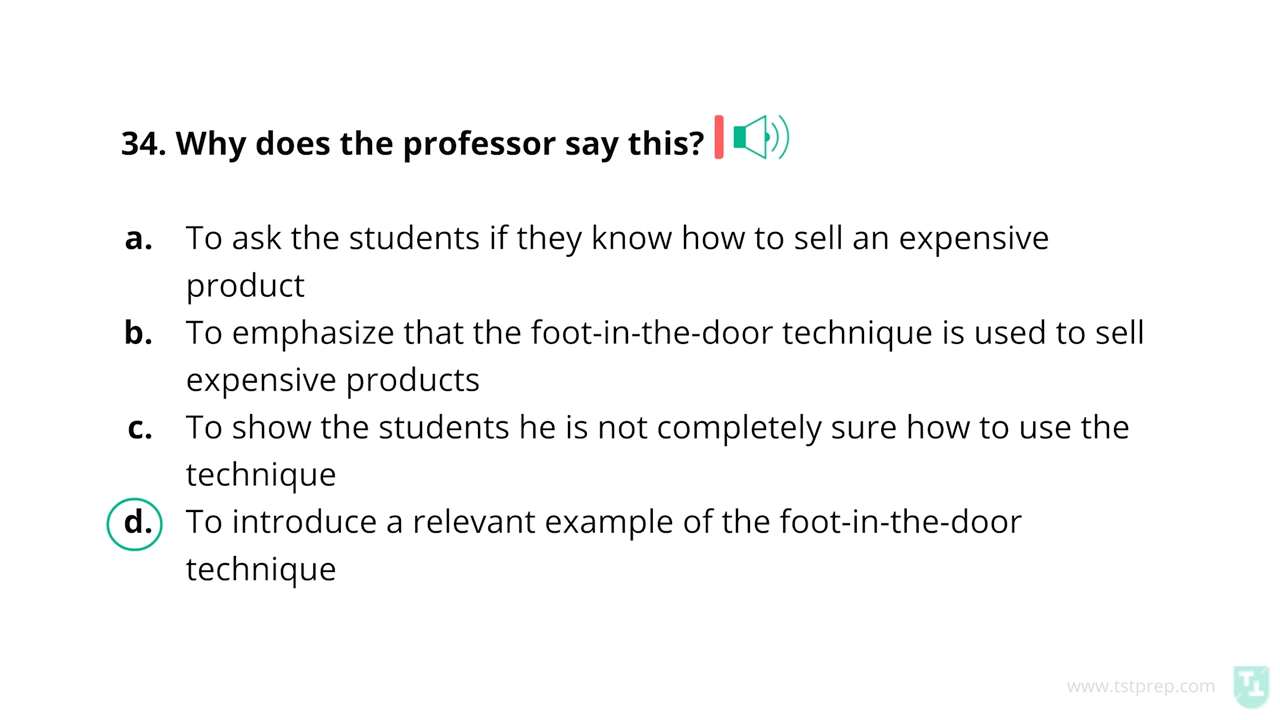 34. Why does the professor say this?
a. To ask the students if they know how to sell an expensive
product
b. To emphasize that the foot-in-the-door technique is used to sell
expensive products
c. To show the students he is not completely sure how to use the
technique
d. To introduce a relevant example of the foot-in-the-door
technique
www.tstprep.com